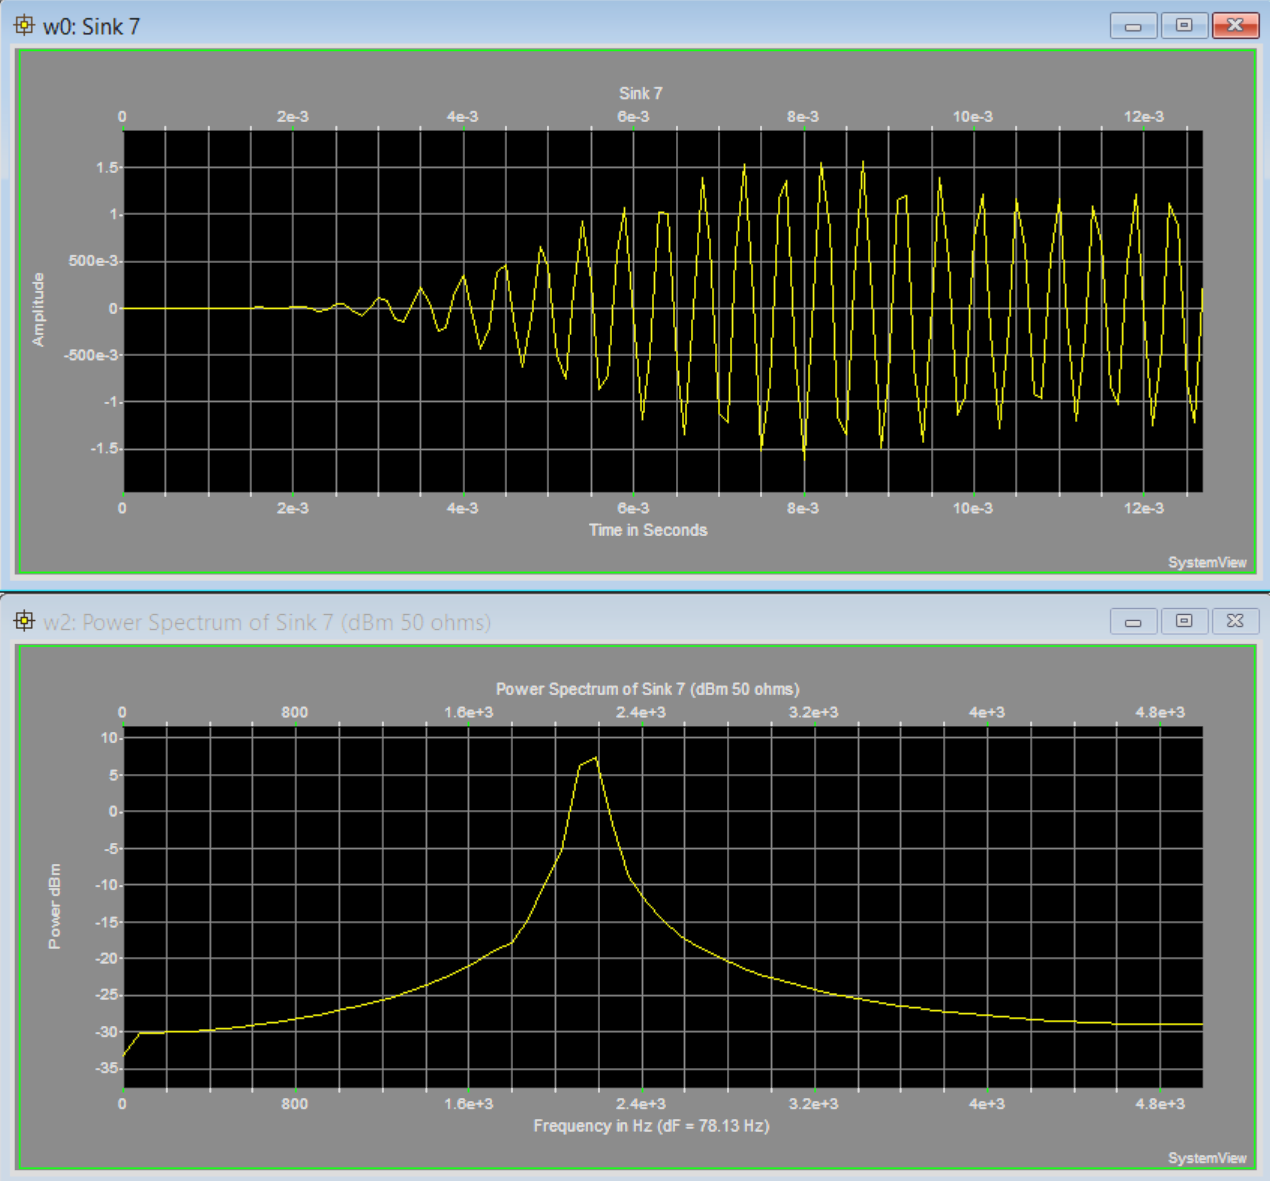 w0: Sink 7
Sink 7
0 2e-3 4e-3 6e-3 8e-3 10e-3 12e-3
1.5
1
500e-3
0
-500e-3
-1
-1.5
Amplitude
0 2e-3 4e-3 6e-3 8e-3 10e-3 12e-3
Time in Seconds
SystemView
w2: Power Spectrum of Sink 7 (dBm 50 ohms)
Power Spectrum of Sink 7 (dBm 50 ohms)
0 800 1.6e+3 2.4e+3 3.2e+3 4e+3 4.8e+3
10
5
0
-5
-10
-15
-20
-25
-30
-35
Power dBm
0 800 1.6e+3 2.4e+3 3.2e+3 4e+3 4.8e+3
Frequency in Hz (dF = 78.13 Hz)
SystemView